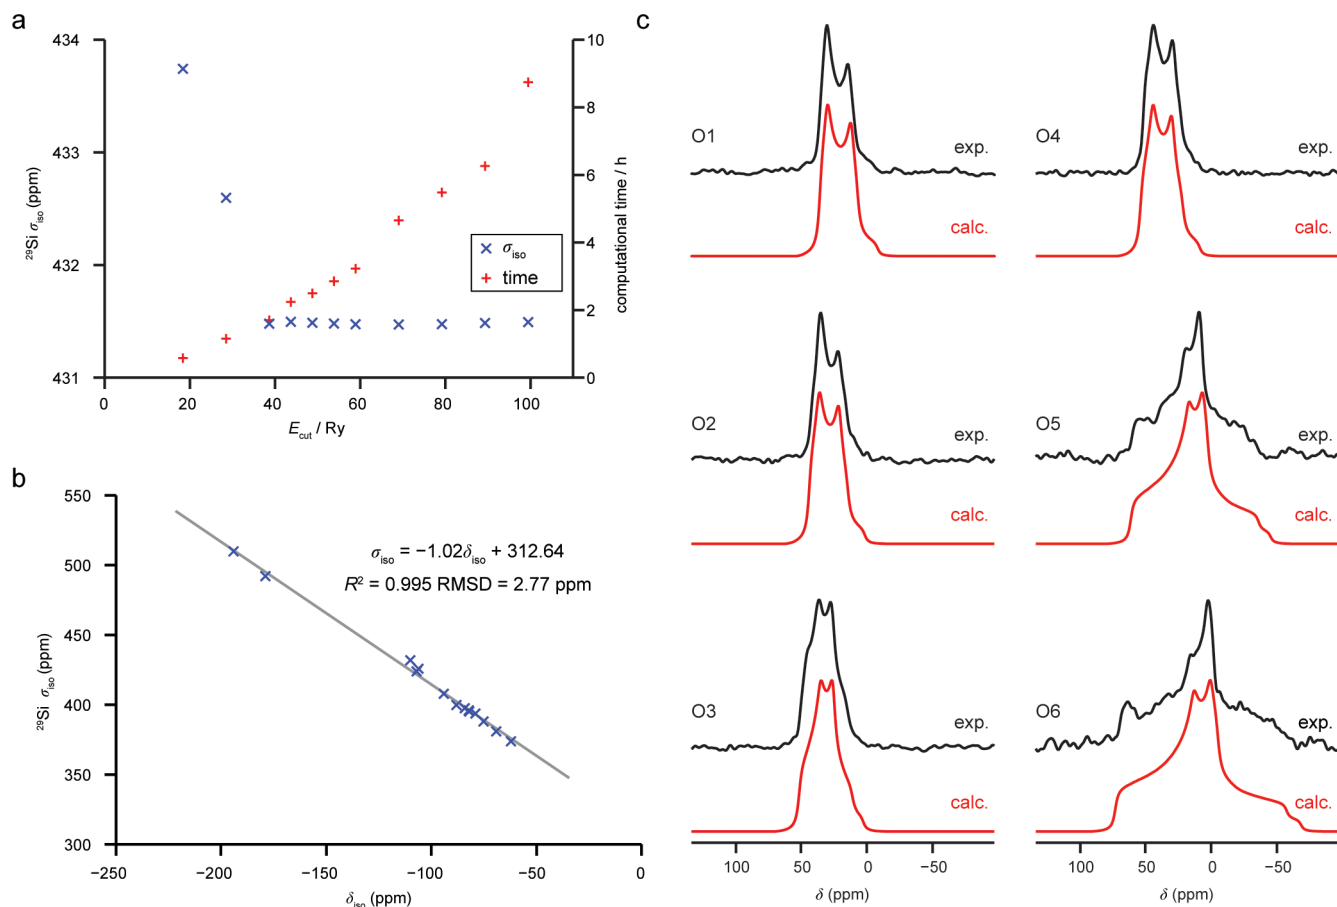 a
434
433
432
431
²⁹Si σiso (ppm)
10
8
6
4
2
0
computational time / h
σiso
time
0 20 40 60 80 100
Ecut / Ry
b
550
500
450
400
350
300
²⁹Si σiso (ppm)
σiso = −1.02δiso + 312.64
R² = 0.995 RMSD = 2.77 ppm
−250 −200 −150 −100 −50 0
δiso (ppm)
c
O1
exp.
calc.
O4
exp.
calc.
O2
exp.
calc.
O5
exp.
calc.
O3
exp.
calc.
O6
exp.
calc.
100 50 0 −50
δ (ppm)
100 50 0 −50
δ (ppm)